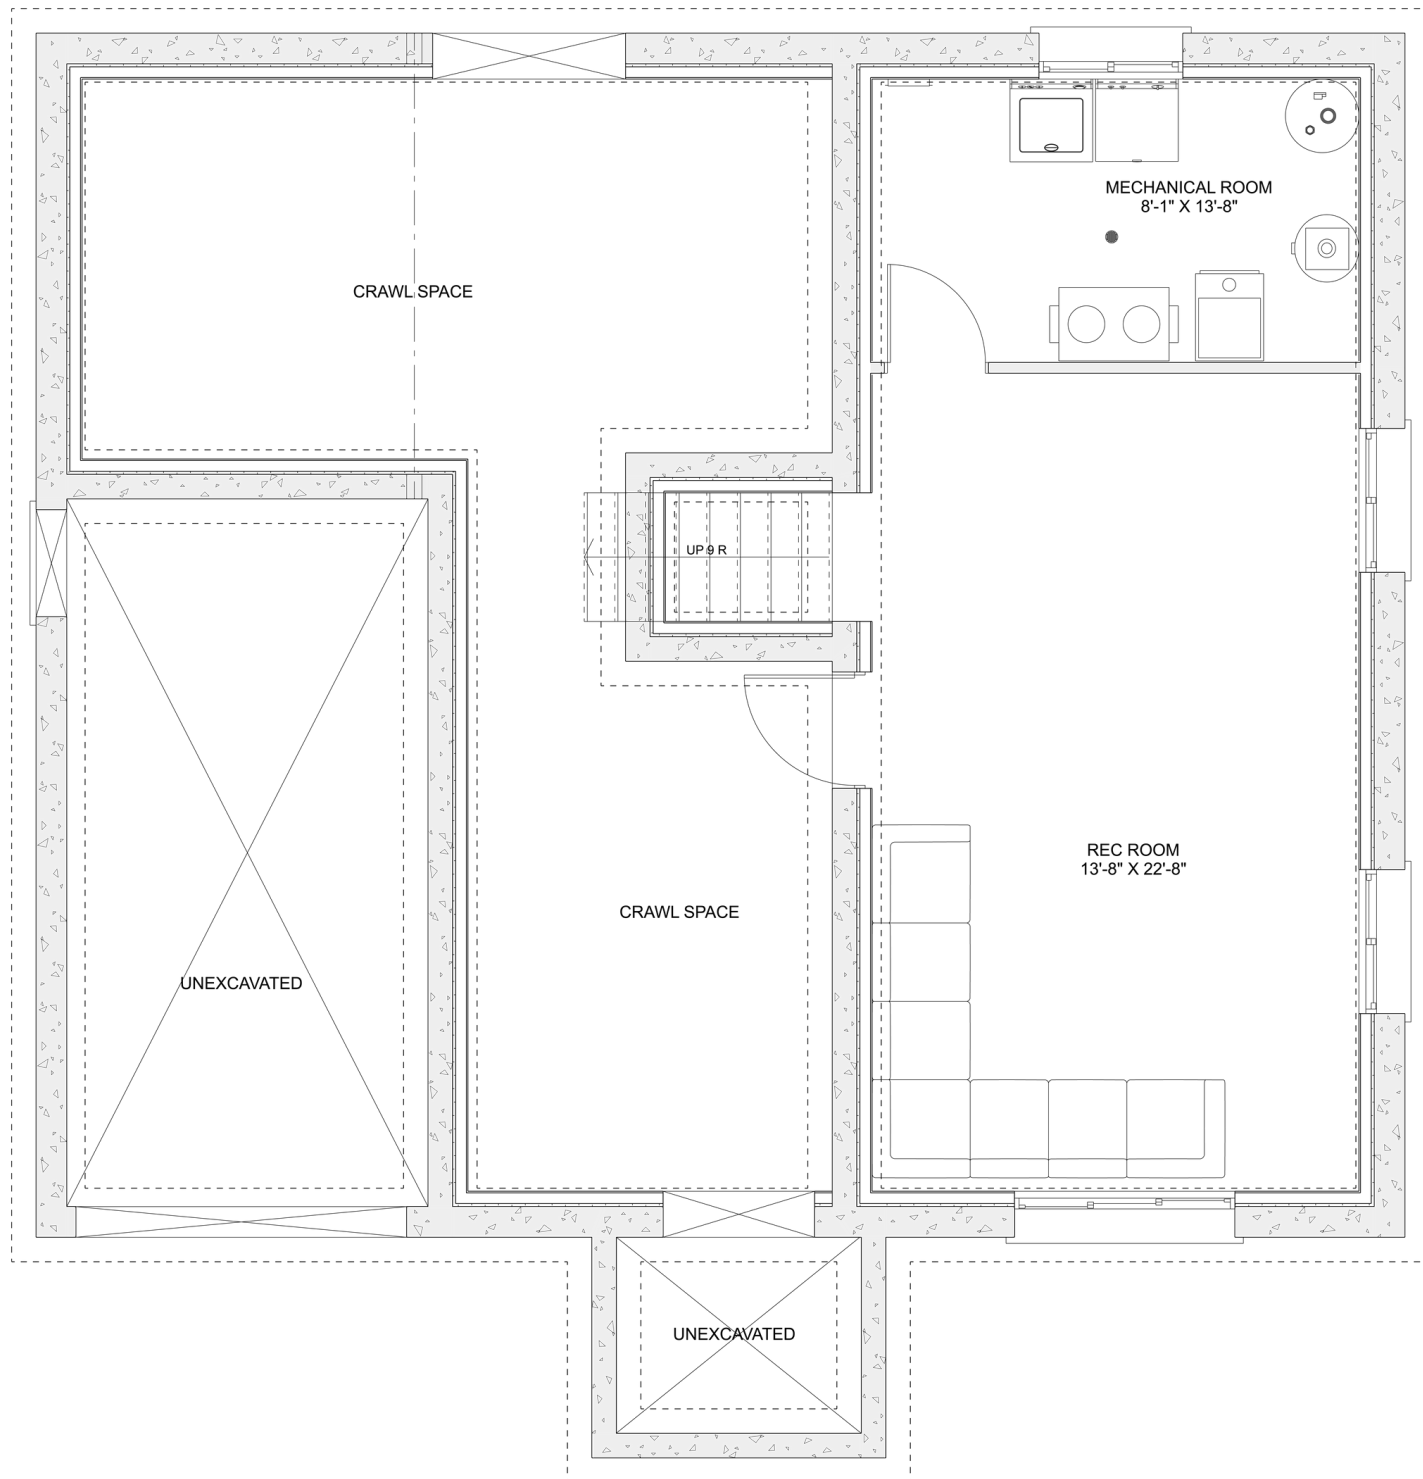 MECHANICAL ROOM
8'-1" X 13'-8"
CRAWL SPACE
UP 9 R
REC ROOM
13'-8" X 22'-8"
CRAWL SPACE
UNEXCAVATED
UNEXCAVATED